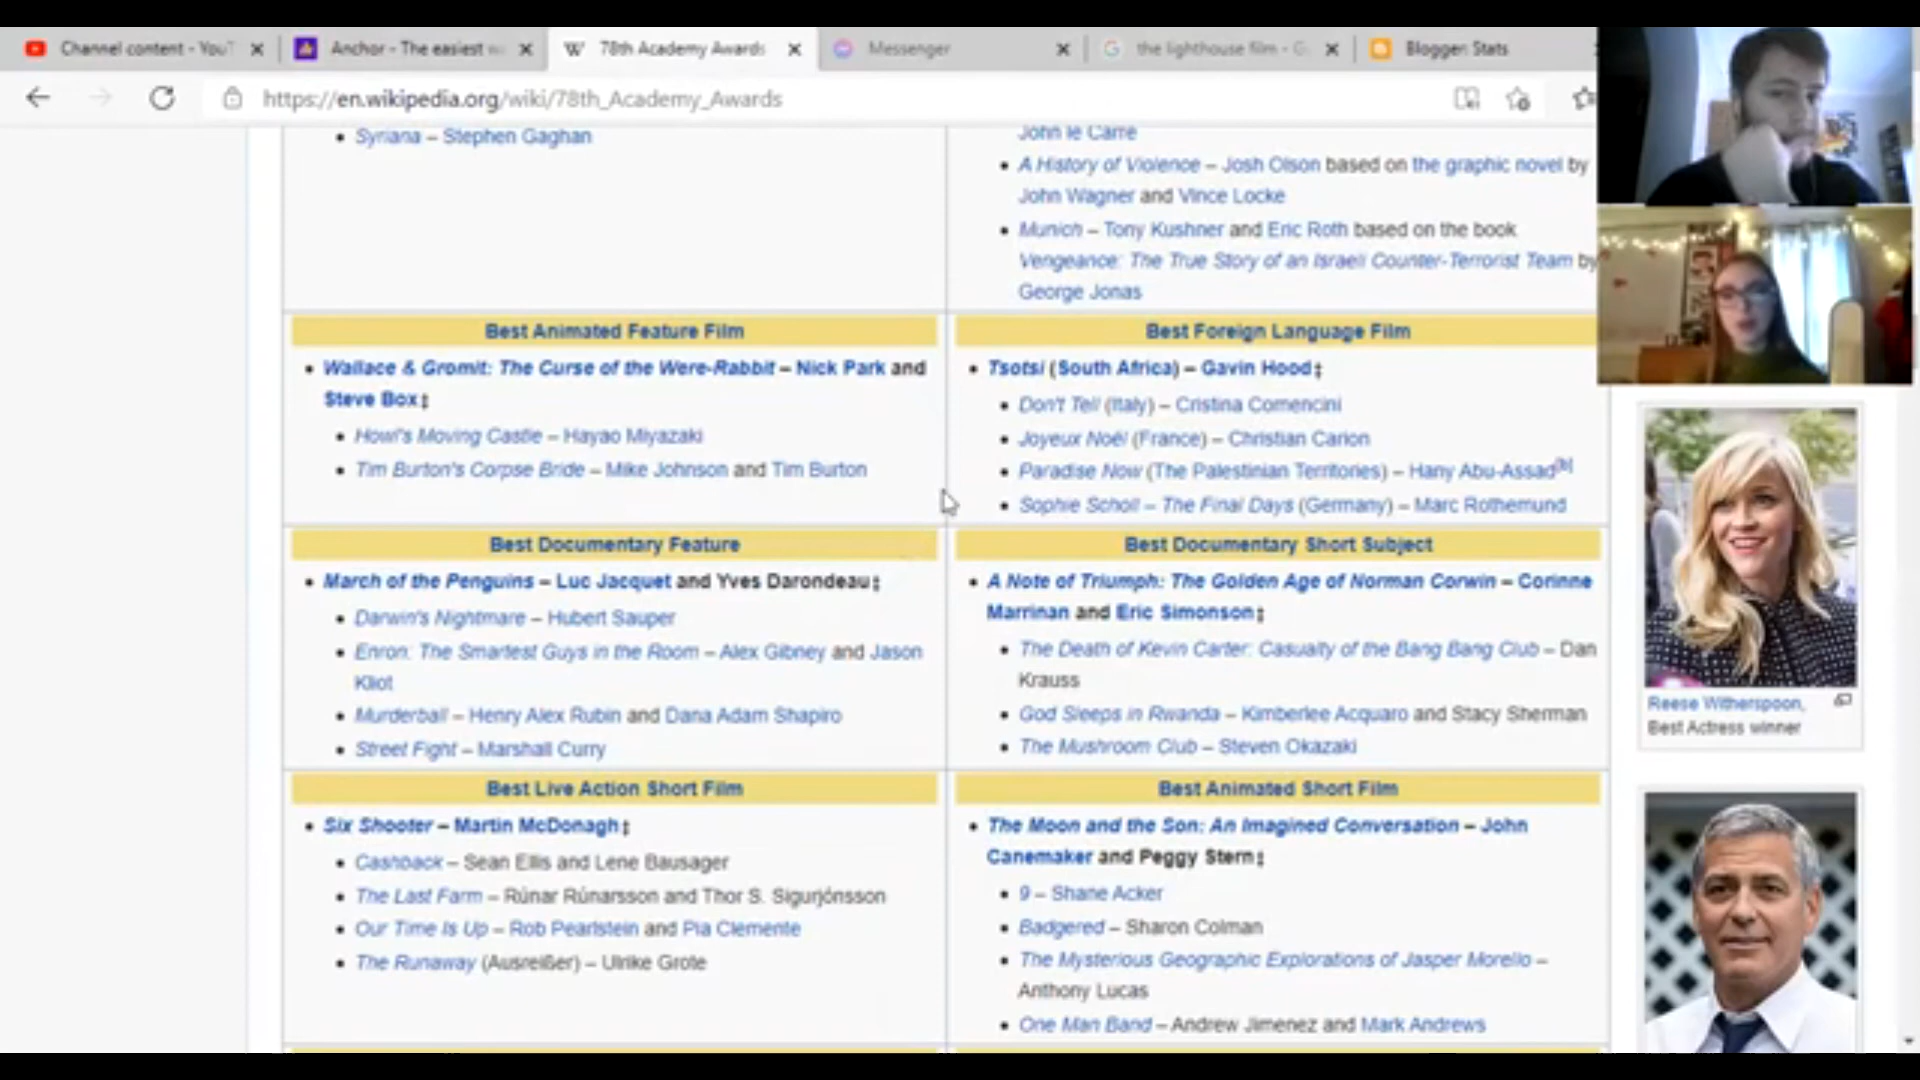 Channel content - YouT
Anchor - The easiest w
78th Academy Awards
Messenger
the lighthouse film - G
Blogger: Stats
https://en.wikipedia.org/wiki/78th_Academy_Awards
Syriana – Stephen Gaghan
John le Carré
A History of Violence – Josh Olson based on the graphic novel by
John Wagner and Vince Locke
Munich – Tony Kushner and Eric Roth based on the book
Vengeance: The True Story of an Israeli Counter-Terrorist Team by
George Jonas
Best Animated Feature Film
Wallace & Gromit: The Curse of the Were-Rabbit – Nick Park and
Steve Box‡
Howl's Moving Castle – Hayao Miyazaki
Tim Burton's Corpse Bride – Mike Johnson and Tim Burton
Best Foreign Language Film
Tsotsi (South Africa) – Gavin Hood‡
Don't Tell (Italy) – Cristina Comencini
Joyeux Noël (France) – Christian Carion
Paradise Now (The Palestinian Territories) – Hany Abu-Assad[b]
Sophie Scholl – The Final Days (Germany) – Marc Rothemund
Best Documentary Feature
March of the Penguins – Luc Jacquet and Yves Darondeau‡
Darwin's Nightmare – Hubert Sauper
Enron: The Smartest Guys in the Room – Alex Gibney and Jason
Kliot
Murderball – Henry Alex Rubin and Dana Adam Shapiro
Street Fight – Marshall Curry
Best Documentary Short Subject
A Note of Triumph: The Golden Age of Norman Corwin – Corinne
Marrinan and Eric Simonson‡
The Death of Kevin Carter: Casualty of the Bang Bang Club – Dan
Krauss
God Sleeps in Rwanda – Kimberlee Acquaro and Stacy Sherman
The Mushroom Club – Steven Okazaki
Best Live Action Short Film
Six Shooter – Martin McDonagh‡
Cashback – Sean Ellis and Lene Bausager
The Last Farm – Rúnar Rúnarsson and Thor S. Sigurjónsson
Our Time Is Up – Rob Pearlstein and Pia Clemente
The Runaway (Ausreißer) – Ulrike Grote
Best Animated Short Film
The Moon and the Son: An Imagined Conversation – John
Canemaker and Peggy Stern‡
9 – Shane Acker
Badgered – Sharon Colman
The Mysterious Geographic Explorations of Jasper Morello –
Anthony Lucas
One Man Band – Andrew Jimenez and Mark Andrews
Reese Witherspoon,
Best Actress winner